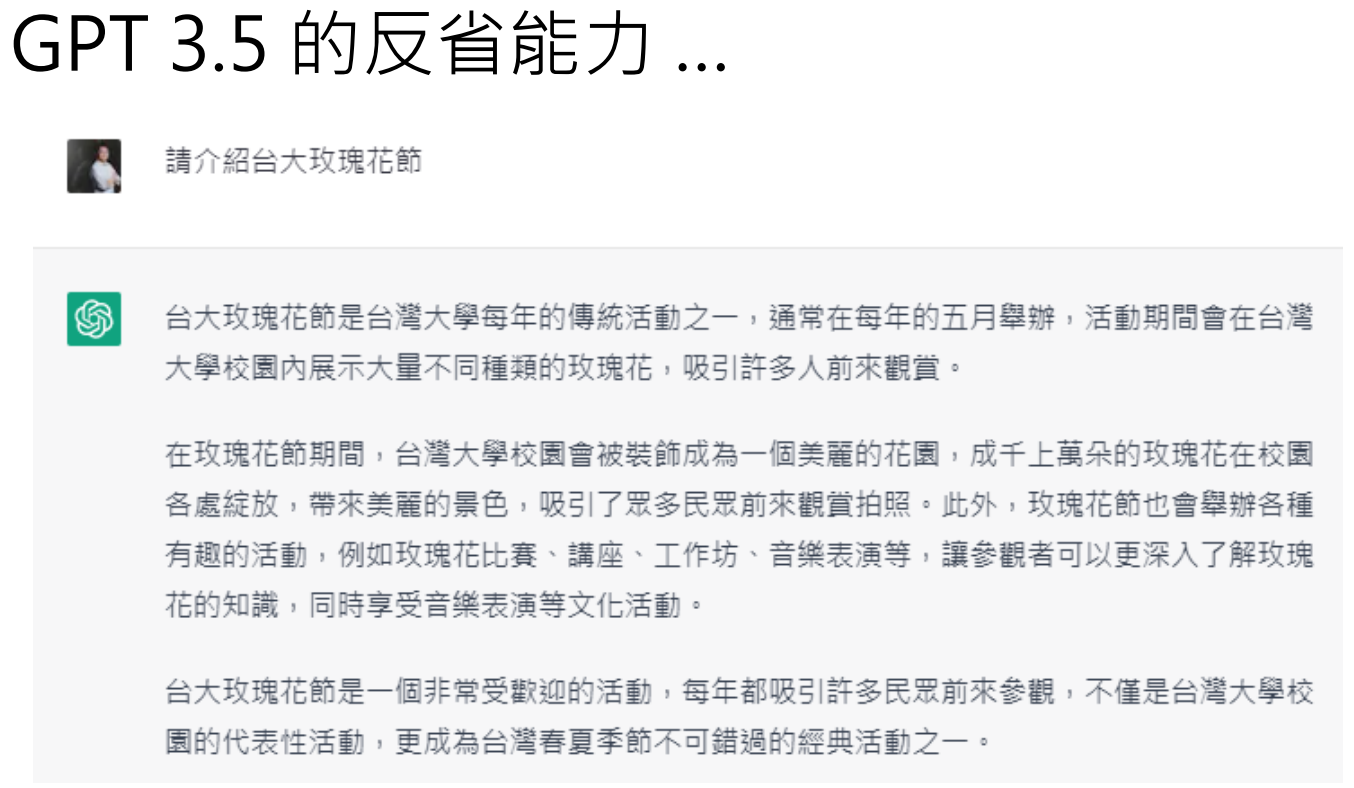 GPT 3.5 的反省能力 ...
請介紹台大玫瑰花節
台大玫瑰花節是台灣大學每年的傳統活動之一，通常在每年的五月舉辦，活動期間會在台灣
大學校園內展示大量不同種類的玫瑰花，吸引許多人前來觀賞。
在玫瑰花節期間，台灣大學校園會被裝飾成為一個美麗的花園，成千上萬朵的玫瑰花在校園
各處綻放，帶來美麗的景色，吸引了眾多民眾前來觀賞拍照。此外，玫瑰花節也會舉辦各種
有趣的活動，例如玫瑰花比賽、講座、工作坊、音樂表演等，讓參觀者可以更深入了解玫瑰
花的知識，同時享受音樂表演等文化活動。
台大玫瑰花節是一個非常受歡迎的活動，每年都吸引許多民眾前來參觀，不僅是台灣大學校
園的代表性活動，更成為台灣春夏季節不可錯過的經典活動之一。